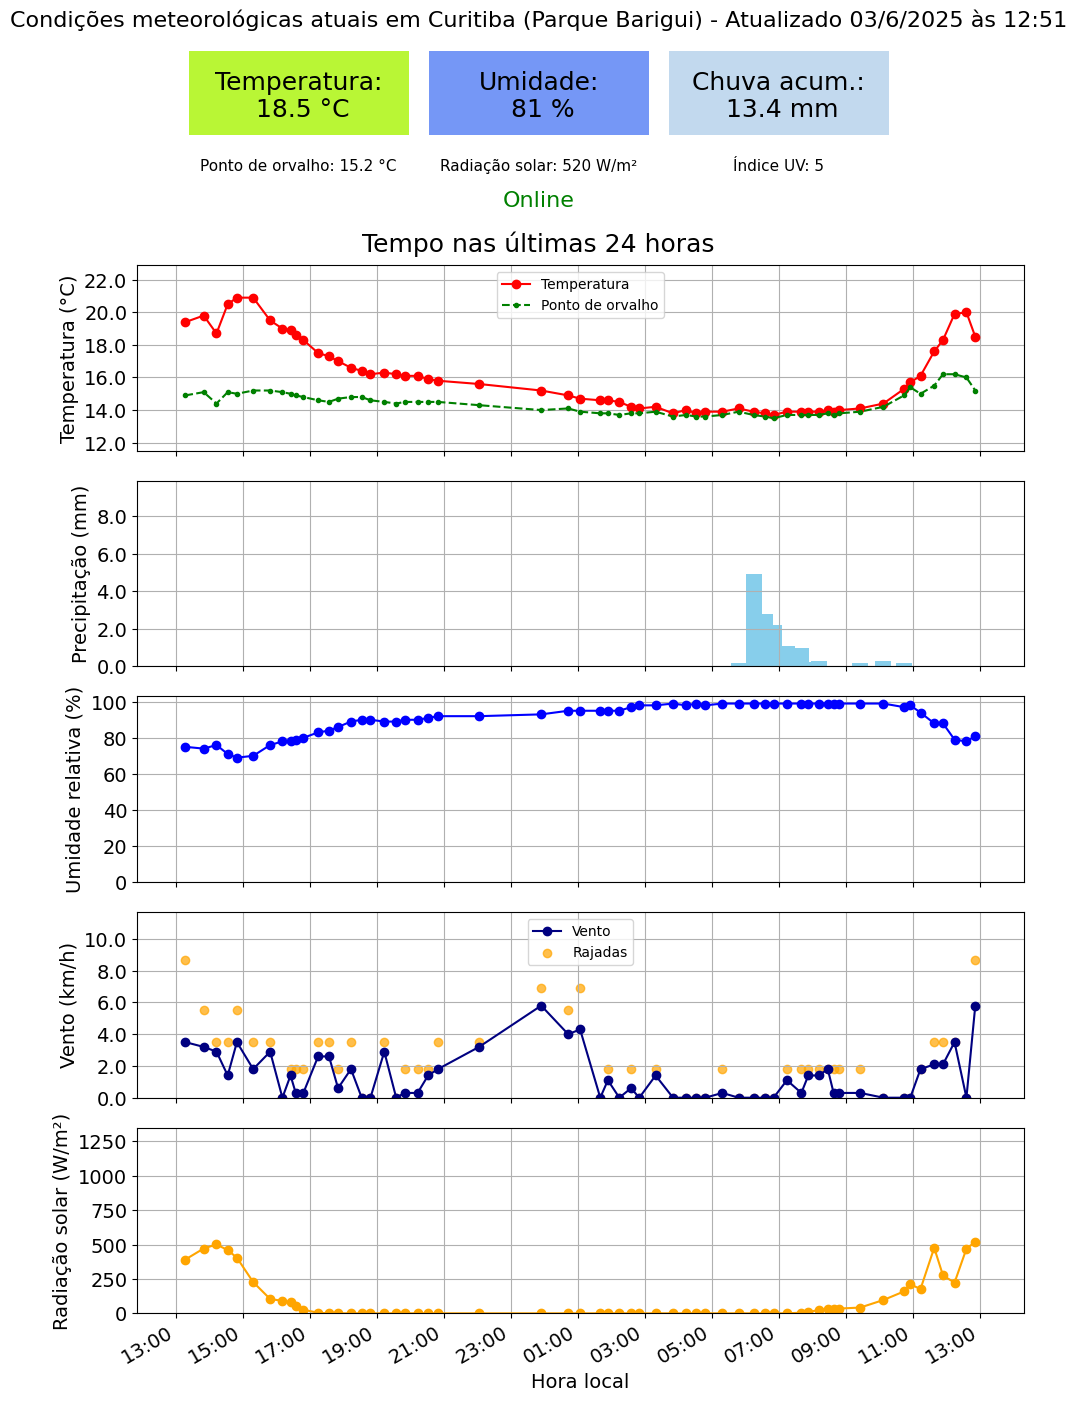 Condições meteorológicas atuais em Curitiba (Parque Barigui) - Atualizado 03/6/2025 às 12:51
Temperatura:
18.5 °C
Umidade:
81 %
Chuva acum.:
13.4 mm
Ponto de orvalho: 15.2 °C
Radiação solar: 520 W/m²
Índice UV: 5
Online
Tempo nas últimas 24 horas
Temperatura (°C)
22.0
20.0
18.0
16.0
14.0
12.0
Temperatura
Ponto de orvalho
Precipitação (mm)
8.0
6.0
4.0
2.0
0.0
Umidade relativa (%)
100
80
60
40
20
0
Vento (km/h)
10.0
8.0
6.0
4.0
2.0
0.0
Vento
Rajadas
Radiação solar (W/m²)
1250
1000
750
500
250
0
13:00
15:00
17:00
19:00
21:00
23:00
01:00
03:00
05:00
07:00
09:00
11:00
13:00
Hora local